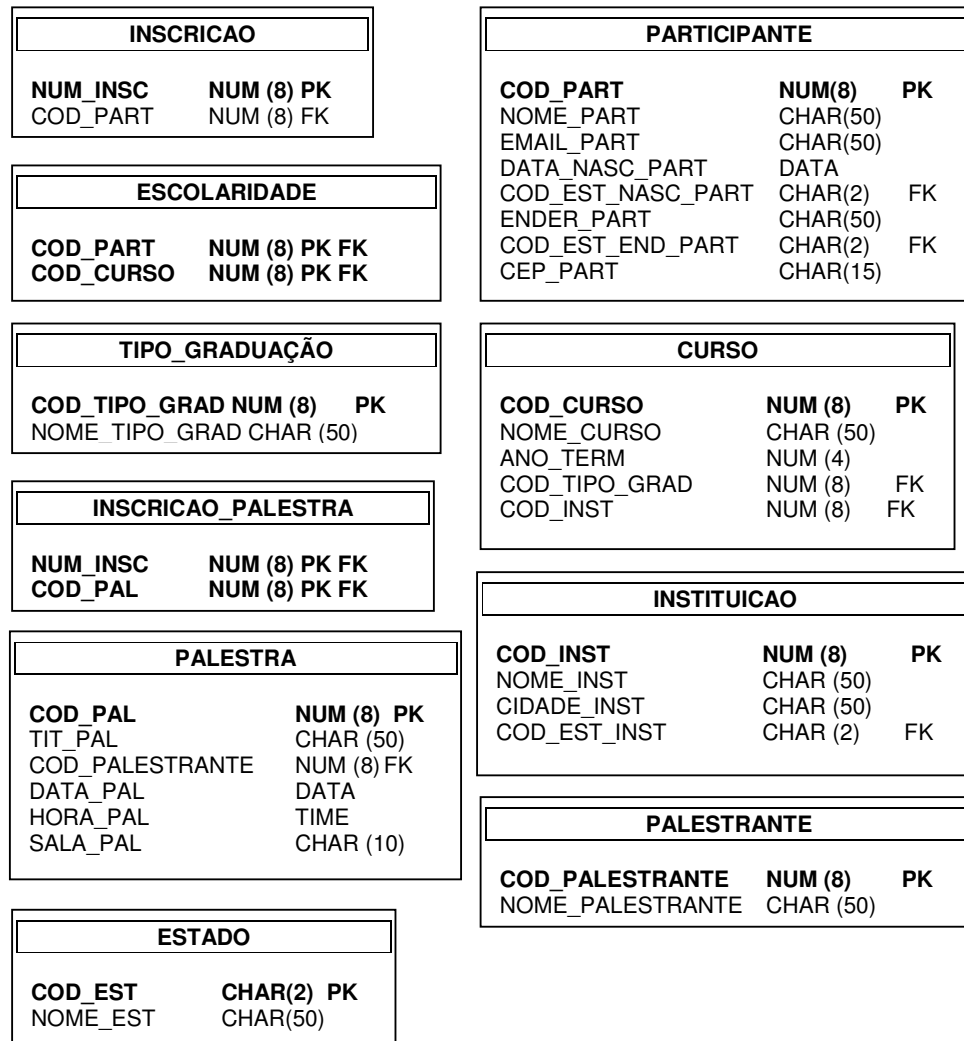 INSCRICAO
NUM_INSC NUM (8) PK
COD_PART NUM (8) FK
ESCOLARIDADE
COD_PART NUM (8) PK FK
COD_CURSO NUM (8) PK FK
TIPO_GRADUAÇÃO
COD_TIPO_GRAD NUM (8) PK
NOME_TIPO_GRAD CHAR (50)
INSCRICAO_PALESTRA
NUM_INSC NUM (8) PK FK
COD_PAL NUM (8) PK FK
PALESTRA
COD_PAL NUM (8) PK
TIT_PAL CHAR (50)
COD_PALESTRANTE NUM (8) FK
DATA_PAL DATA
HORA_PAL TIME
SALA_PAL CHAR (10)
ESTADO
COD_EST CHAR(2) PK
NOME_EST CHAR(50)
PARTICIPANTE
COD_PART NUM(8) PK
NOME_PART CHAR(50)
EMAIL_PART CHAR(50)
DATA_NASC_PART DATA
COD_EST_NASC_PART CHAR(2) FK
ENDER_PART CHAR(50)
COD_EST_END_PART CHAR(2) FK
CEP_PART CHAR(15)
CURSO
COD_CURSO NUM (8) PK
NOME_CURSO CHAR (50)
ANO_TERM NUM (4)
COD_TIPO_GRAD NUM (8) FK
COD_INST NUM (8) FK
INSTITUICAO
COD_INST NUM (8) PK
NOME_INST CHAR (50)
CIDADE_INST CHAR (50)
COD_EST_INST CHAR (2) FK
PALESTRANTE
COD_PALESTRANTE NUM (8) PK
NOME_PALESTRANTE CHAR (50)